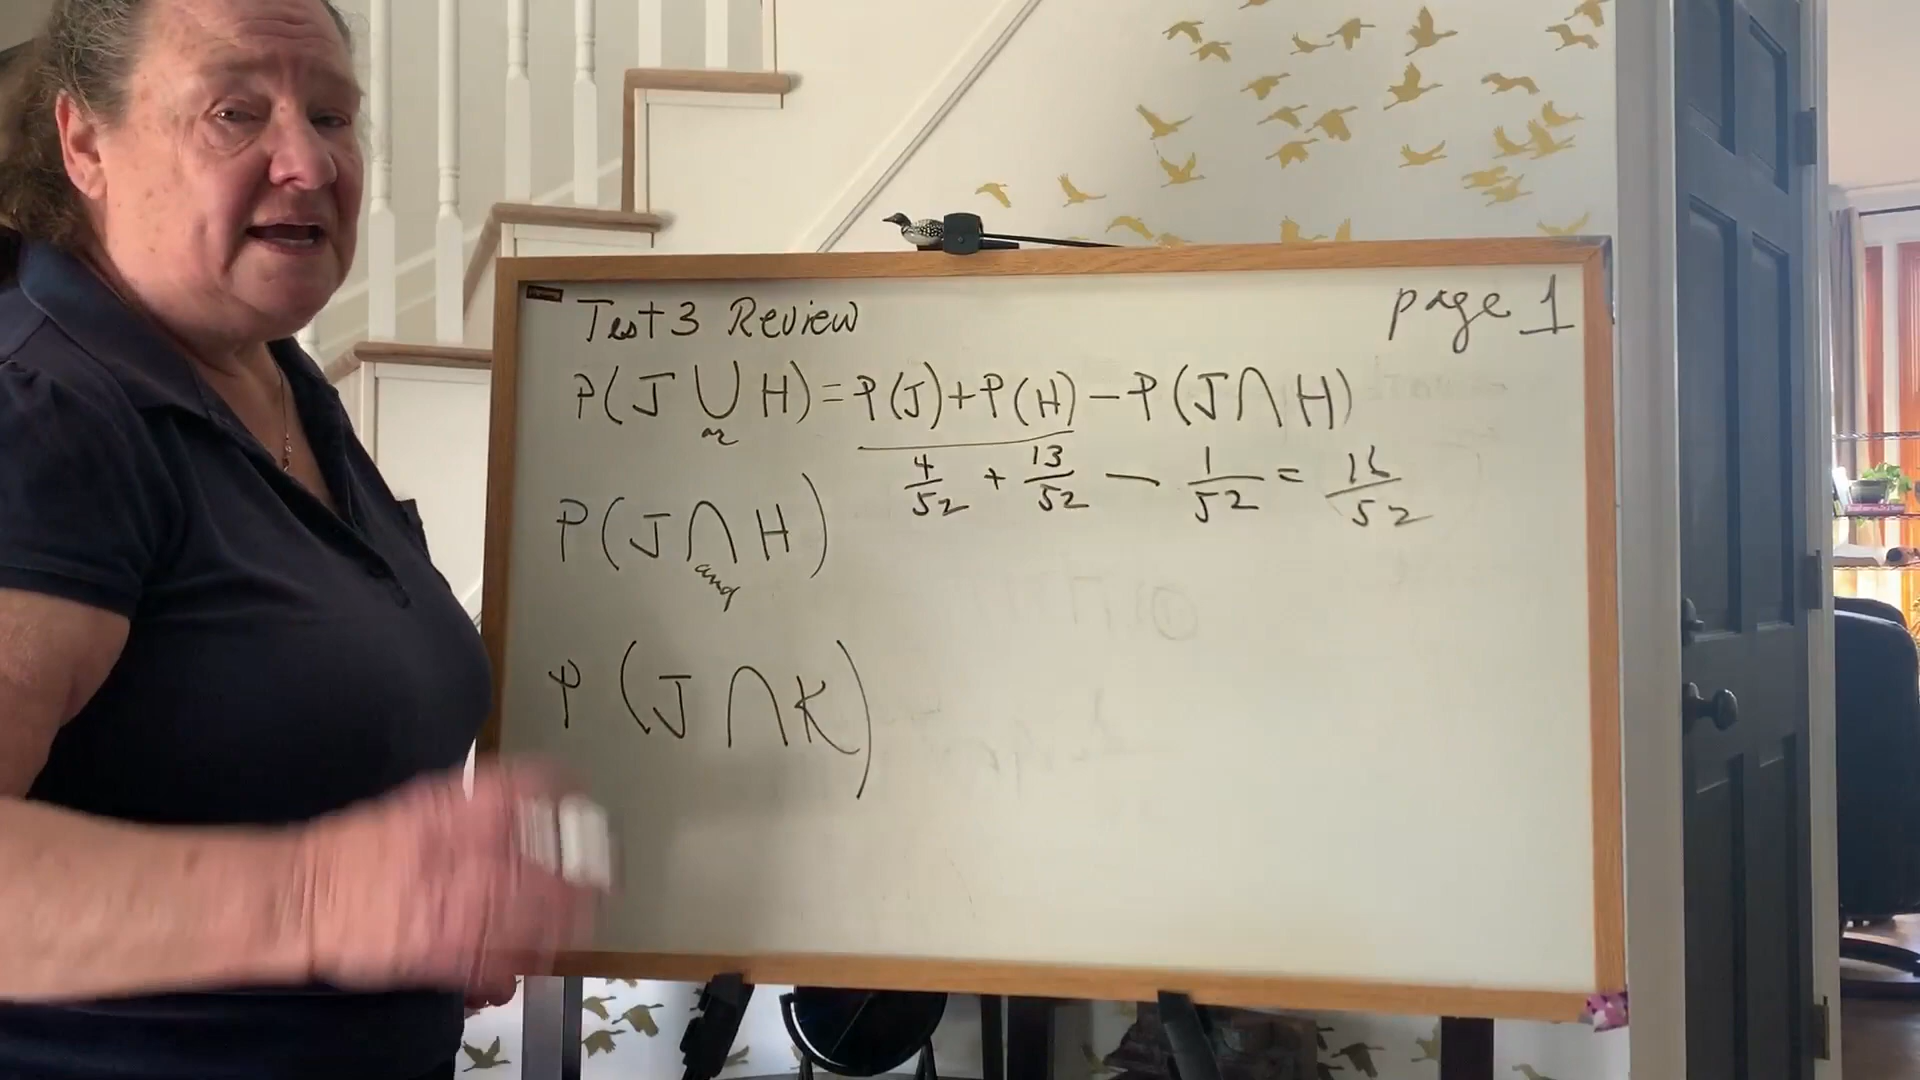 Test 3 Review
page 1
P(J ∪ H) = P(J) + P(H) − P(J ∩ H)
or
4/52 + 13/52 − 1/52 = 16/52
P(J ∩ H)
and
P(J ∩ K)